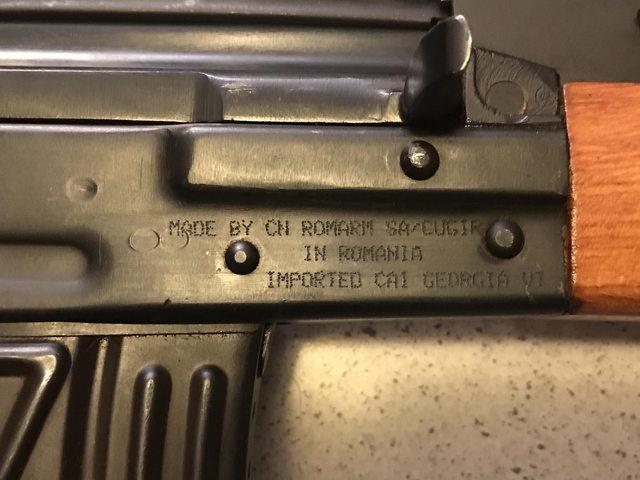 MADE BY CN ROMARM SA/CUGIR
IN ROMANIA
IMPORTED CAI GEORGIA VT